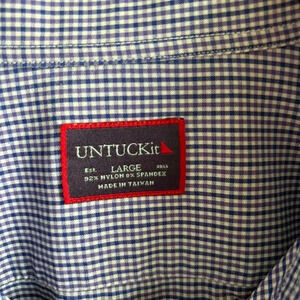 UNTUCKit
Est. LARGE 2011
92% NYLON 8% SPANDEX
MADE IN TAIWAN